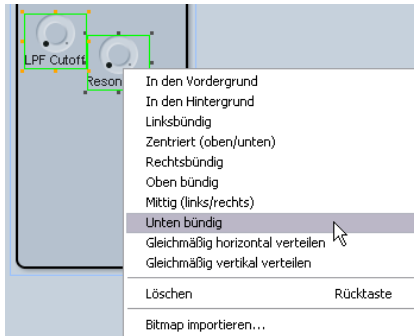 LPF Cutoff
Reson
In den Vordergrund
In den Hintergrund
Linksbündig
Zentriert (oben/unten)
Rechtsbündig
Oben bündig
Mittig (links/rechts)
Unten bündig
Gleichmäßig horizontal verteilen
Gleichmäßig vertikal verteilen
Löschen Rücktaste
Bitmap importieren...